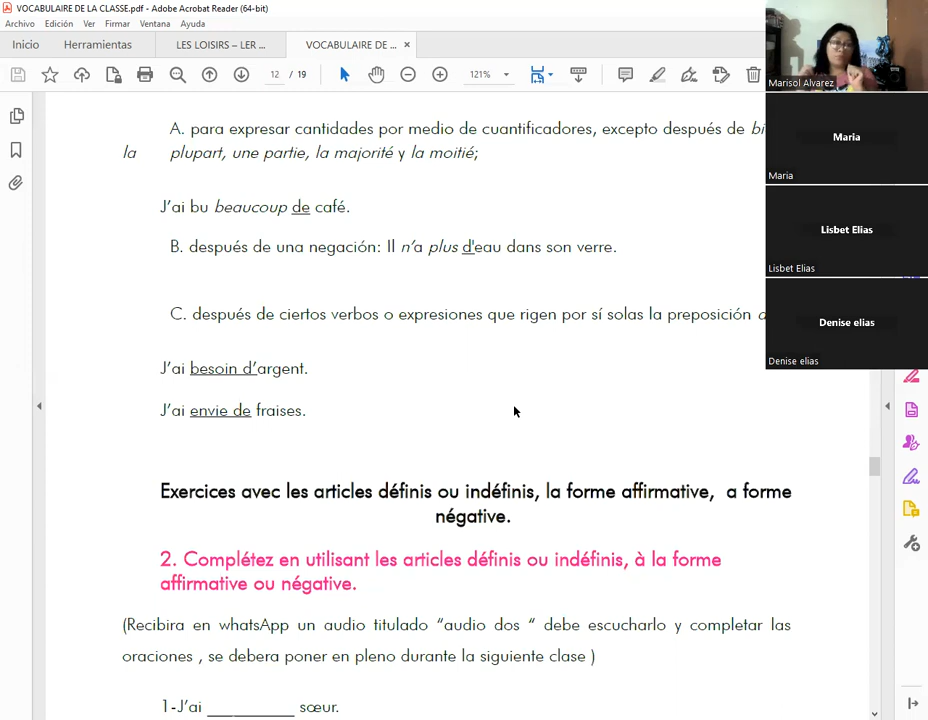 VOCABULAIRE DE LA CLASSE.pdf - Adobe Acrobat Reader (64-bit)
Archivo Edición Ver Firmar Ventana Ayuda
Inicio Herramientas LES LOISIRS – LER ... VOCABULAIRE DE ... ×
12 / 19 121%
A. para expresar cantidades por medio de cuantificadores, excepto después de
la plupart, une partie, la majorité y la moitié;
J'ai bu beaucoup de café.
B. después de una negación: Il n'a plus d'eau dans son verre.
C. después de ciertos verbos o expresiones que rigen por sí solas la preposición
J'ai besoin d'argent.
J'ai envie de fraises.
Exercices avec les articles définis ou indéfinis, la forme affirmative, a forme
négative.
2. Complétez en utilisant les articles définis ou indéfinis, à la forme
affirmative ou négative.
(Recibira en whatsApp un audio titulado “audio dos “ debe escucharlo y completar las
oraciones , se debera poner en pleno durante la siguiente clase )
1-J'ai __________ sœur.
Marisol Alvarez
Maria
Maria
Lisbet Elias
Lisbet Elias
Denise elias
Denise elias